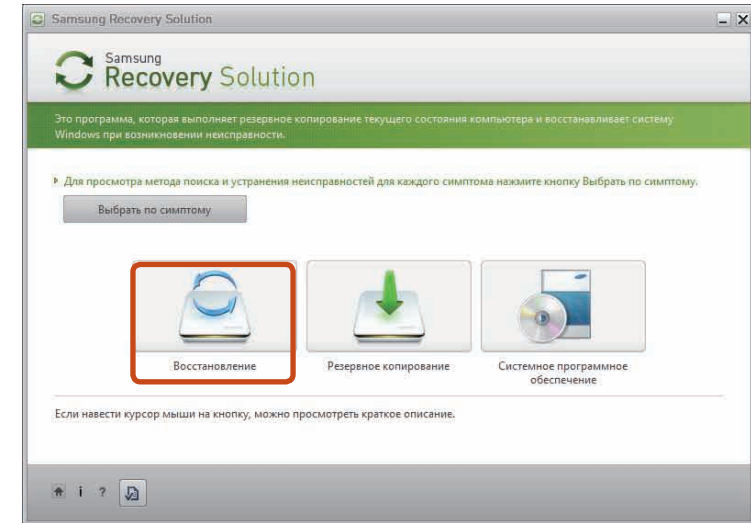 Samsung Recovery Solution
Samsung
Recovery Solution
Это программа, которая выполняет резервное копирование текущего состояния компьютера и восстанавливает систему
Windows при возникновении неисправности.
Для просмотра метода поиска и устранения неисправностей для каждого симптома нажмите кнопку Выбрать по симптому.
Выбрать по симптому
Восстановление
Резервное копирование
Системное программное
обеспечение
Если навести курсор мыши на кнопку, можно просмотреть краткое описание.
i ?